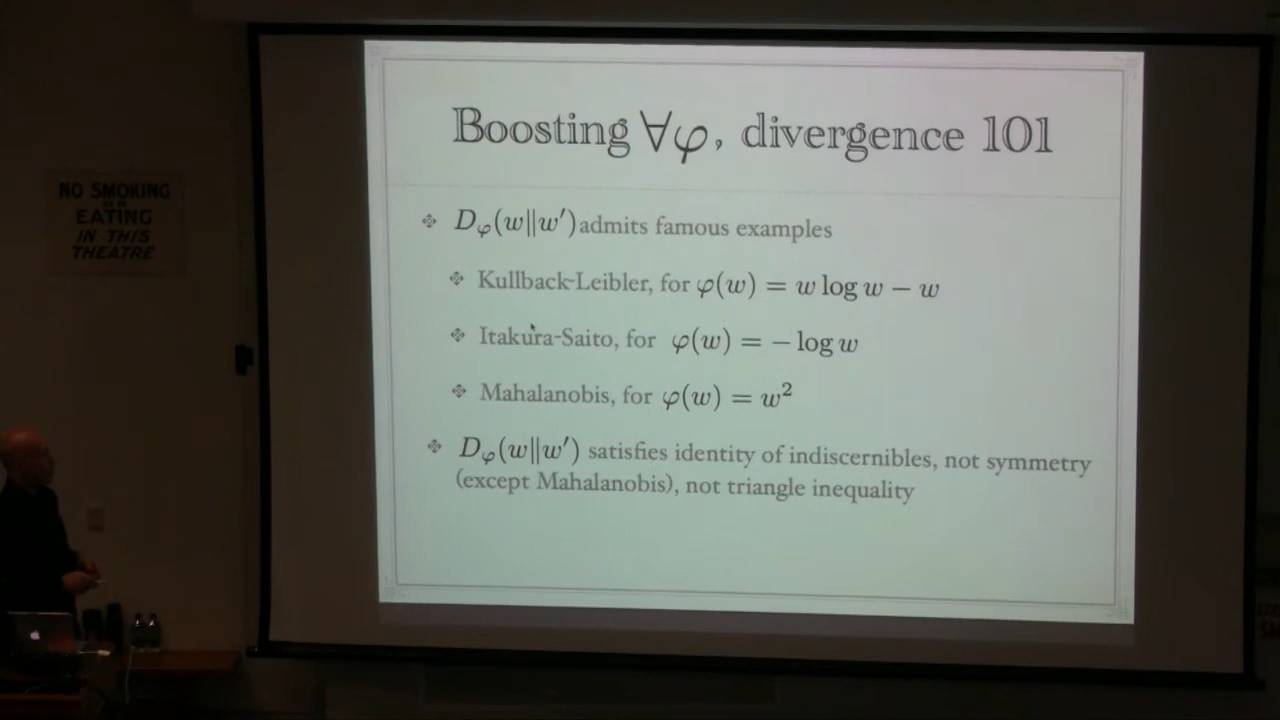 Boosting ∀φ, divergence 101
NO SMOKING
OR
EATING
IN THIS
THEATRE
D_φ(w||w′) admits famous examples
Kullback-Leibler, for φ(w) = w log w − w
Itakura-Saito, for φ(w) = − log w
Mahalanobis, for φ(w) = w²
D_φ(w||w′) satisfies identity of indiscernibles, not symmetry
(except Mahalanobis), not triangle inequality